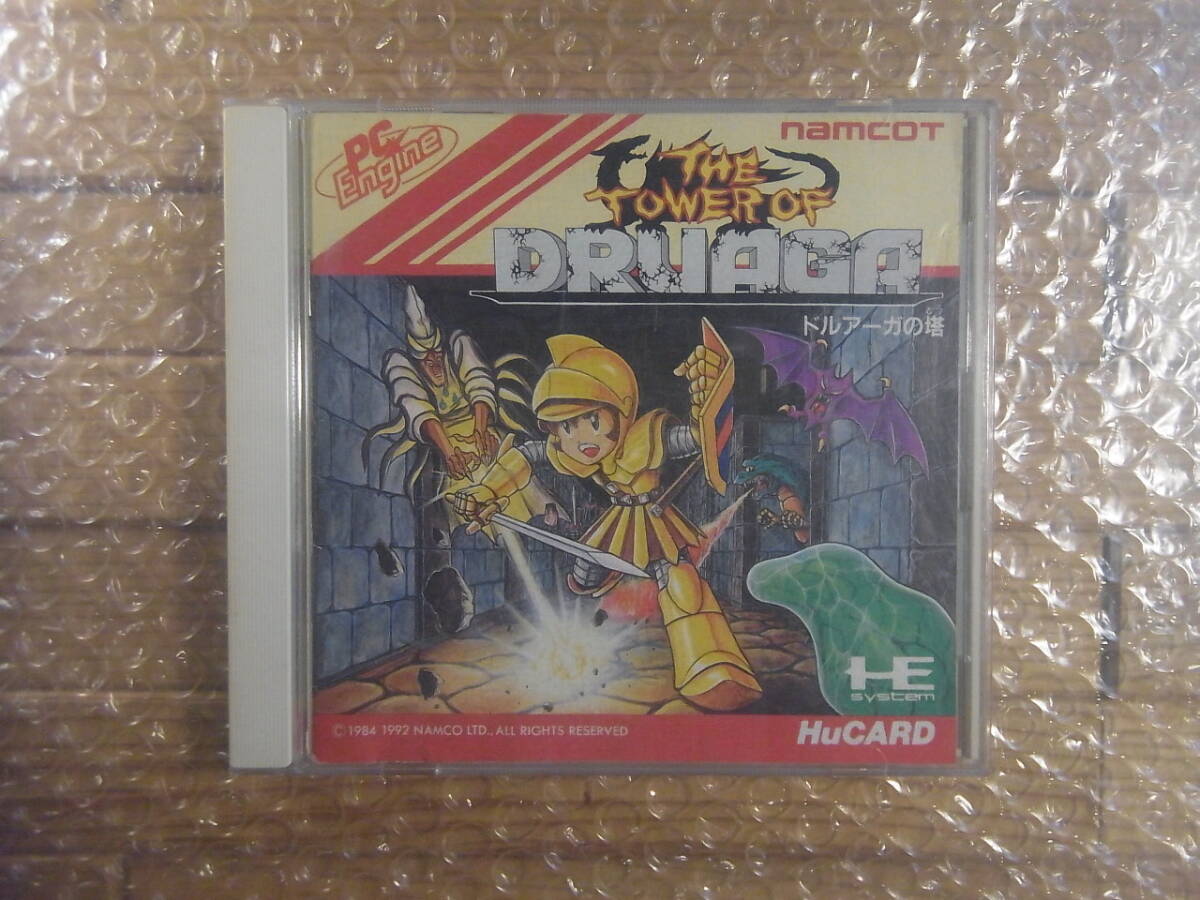 PC
Engine
namcoT
THE
TOWER OF
DRUAGA
ドルアーガの塔
HE
system
© 1984 1992 NAMCO LTD., ALL RIGHTS RESERVED
HuCARD